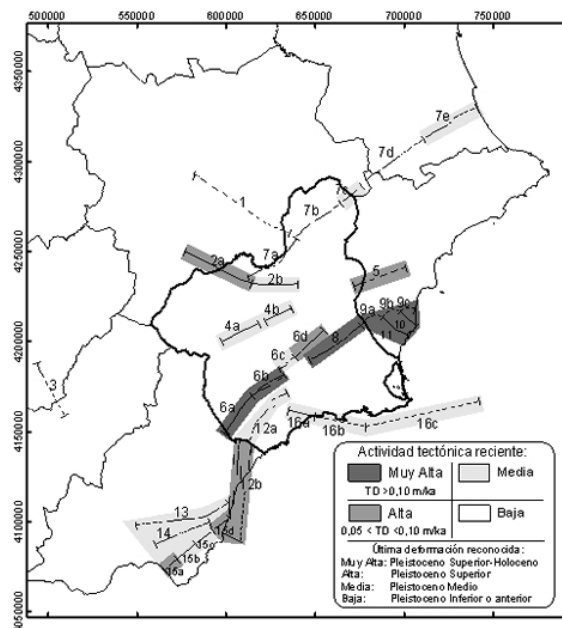 500000 550000 600000 650000 700000 750000
4350000
4300000
4250000
4200000
4150000
4100000
4050000
7e
7d
7c
1
7b
7a
2a
2b
5
4b
4a
9a
9b
9c
10
11
6d
8
6c
6b
3
6a
12a
16a
16b
16c
2b
13
14
15d
15c
15b
15a
Actividad tectónica reciente:
Muy Alta
Media
TD >0,10 m/ka
Alta
Baja
0,05 < TD <0,10 m/ka
Última deformación reconocida:
Muy Alta: Pleistoceno Superior-Holoceno
Alta: Pleistoceno Superior
Media: Pleistoceno Medio
Baja: Pleistoceno Inferior o anterior